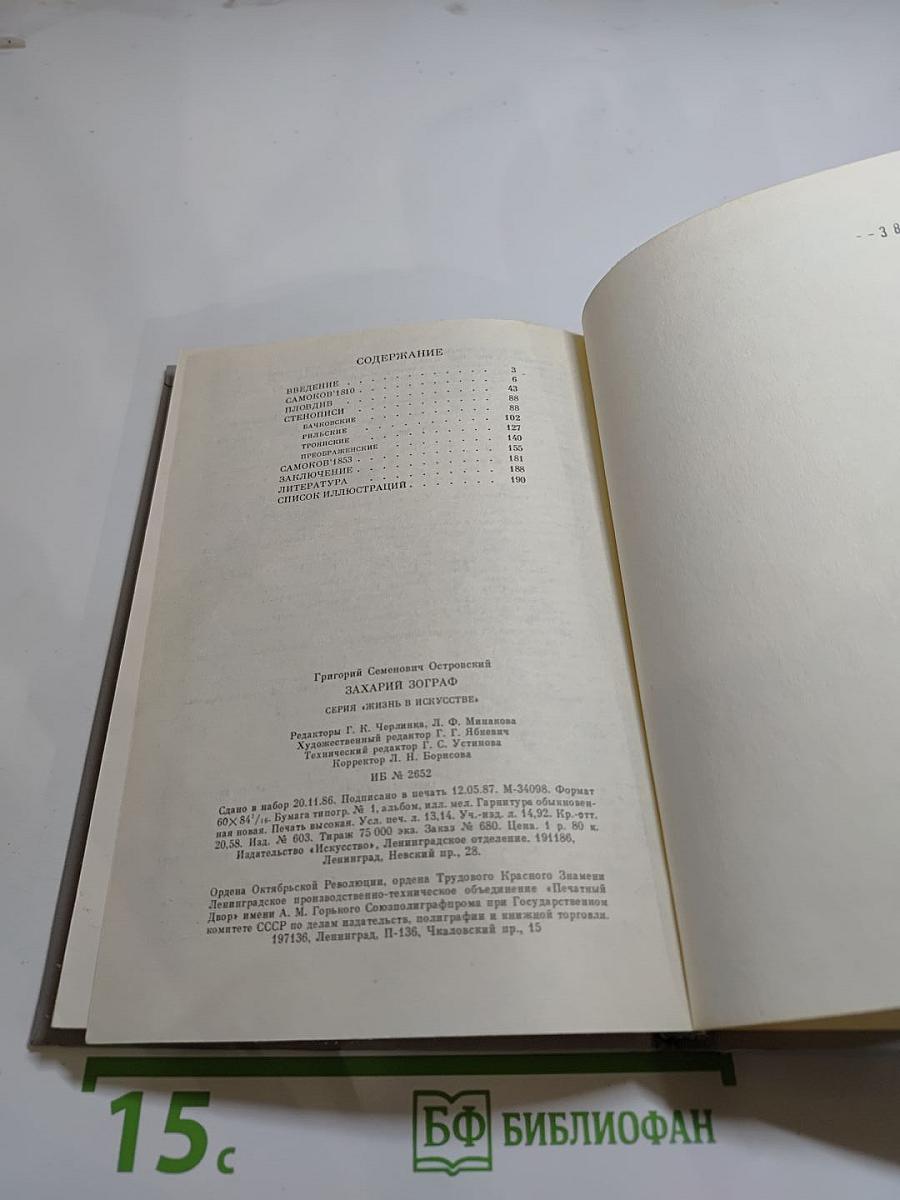 СОДЕРЖАНИЕ
ВВЕДЕНИЕ . . . . . . . . . . . 3
САМОКОВ'1810 . . . . . . . . . . 6
ПЛОВДИВ . . . . . . . . . . . 43
СТЕНОПИСИ . . . . . . . . . . 88
БАЧКОВСКИЕ . . . . . . . . . 88
РИЛЬСКИЕ . . . . . . . . . 102
ТРОЯНСКИЕ . . . . . . . . . 127
ПРЕОБРАЖЕНСКИЕ . . . . . . . 140
САМОКОВ'1853 . . . . . . . . . . 155
ЗАКЛЮЧЕНИЕ . . . . . . . . . . 181
ЛИТЕРАТУРА . . . . . . . . . . 188
СПИСОК ИЛЛЮСТРАЦИЙ . . . . . . . 190
Григорий Семенович Островский
ЗАХАРИЙ ЗОГРАФ
СЕРИЯ «ЖИЗНЬ В ИСКУССТВЕ»
Редакторы Г. К. Черлинка, Л. Ф. Минакова
Художественный редактор Г. Г. Ябкевич
Технический редактор Г. С. Устинова
Корректор Л. Н. Борисова
ИБ № 2652
Сдано в набор 20.11.86. Подписано в печать 12.05.87. М-34098. Формат
60×84¹/₁₆. Бумага типогр. № 1, альбом, илл. мел. Гарнитура обыкновен-
ная новая. Печать высокая. Усл. печ. л. 13,14. Уч.-изд. л. 14,92. Кр.-отт.
20,58. Изд. № 603. Тираж 75 000 экз. Заказ № 680. Цена. 1 р. 80 к.
Издательство «Искусство», Ленинградское отделение. 191186,
Ленинград, Невский пр., 28.
Ордена Октябрьской Революции, ордена Трудового Красного Знамени
Ленинградское производственно-техническое объединение «Печатный
Двор» имени А. М. Горького Союзполиграфпрома при Государственном
комитете СССР по делам издательств, полиграфии и книжной торговли.
197136, Ленинград, П-136, Чкаловский пр., 15
--38
15 с
БФ БИБЛИОФАН